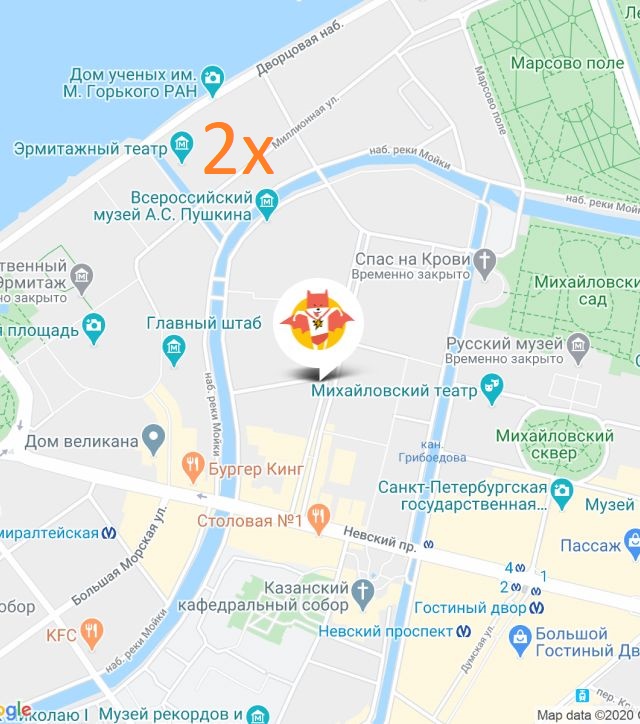 Дворцовая наб.
Ле
Марсово поле
Дом ученых им.
М. Горького РАН
Миллионная ул.
Марсово поле
2x
Эрмитажный театр
наб. реки Мойки
Всероссийский
музей А.С. Пушкина
наб. реки Мойки
Спас на Крови
Временно закрыто
ственный
Эрмитаж
но закрыто
Михайловский
сад
я площадь
Главный штаб
Русский музей
Временно закрыто
наб. реки Мойки
Михайловский театр
Дом великана
кан.
Грибоедова
Михайловский
сквер
Бургер Кинг
Санкт-Петербургская
государственная...
Музей
Столовая №1
миралтейская
Большая Морская ул.
Невский пр.
Пассаж
4
1
2
Казанский
кафедральный собор
Гостиный двор
обор
KFC
наб. реки Мойки
Невский проспект
Думская ул.
Большой
Гостиный Дв
пер. К
ogle
Николаю I
Музей рекордов и
Map data ©2020